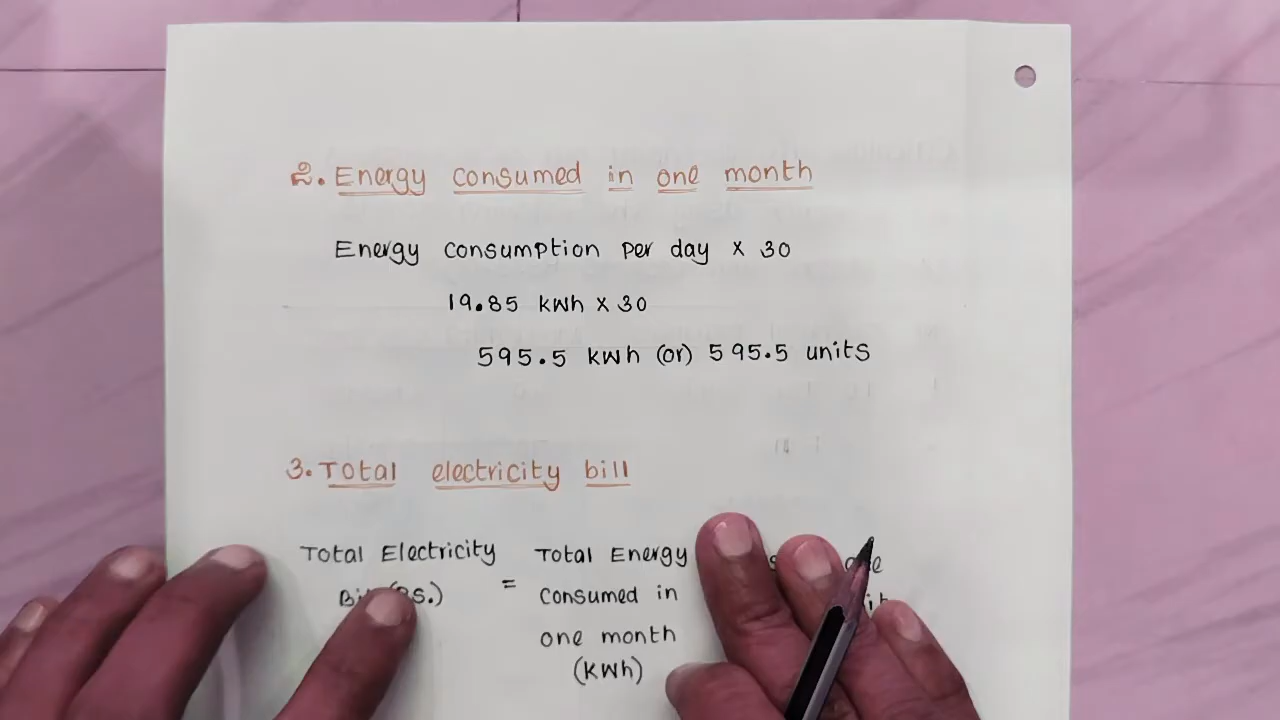 2. Energy consumed in one month
Energy consumption per day × 30
19.85 kWh × 30
595.5 kWh (or) 595.5 units
3. Total electricity bill
Total Electricity = Total Energy
consumed in
one month
(KWh)